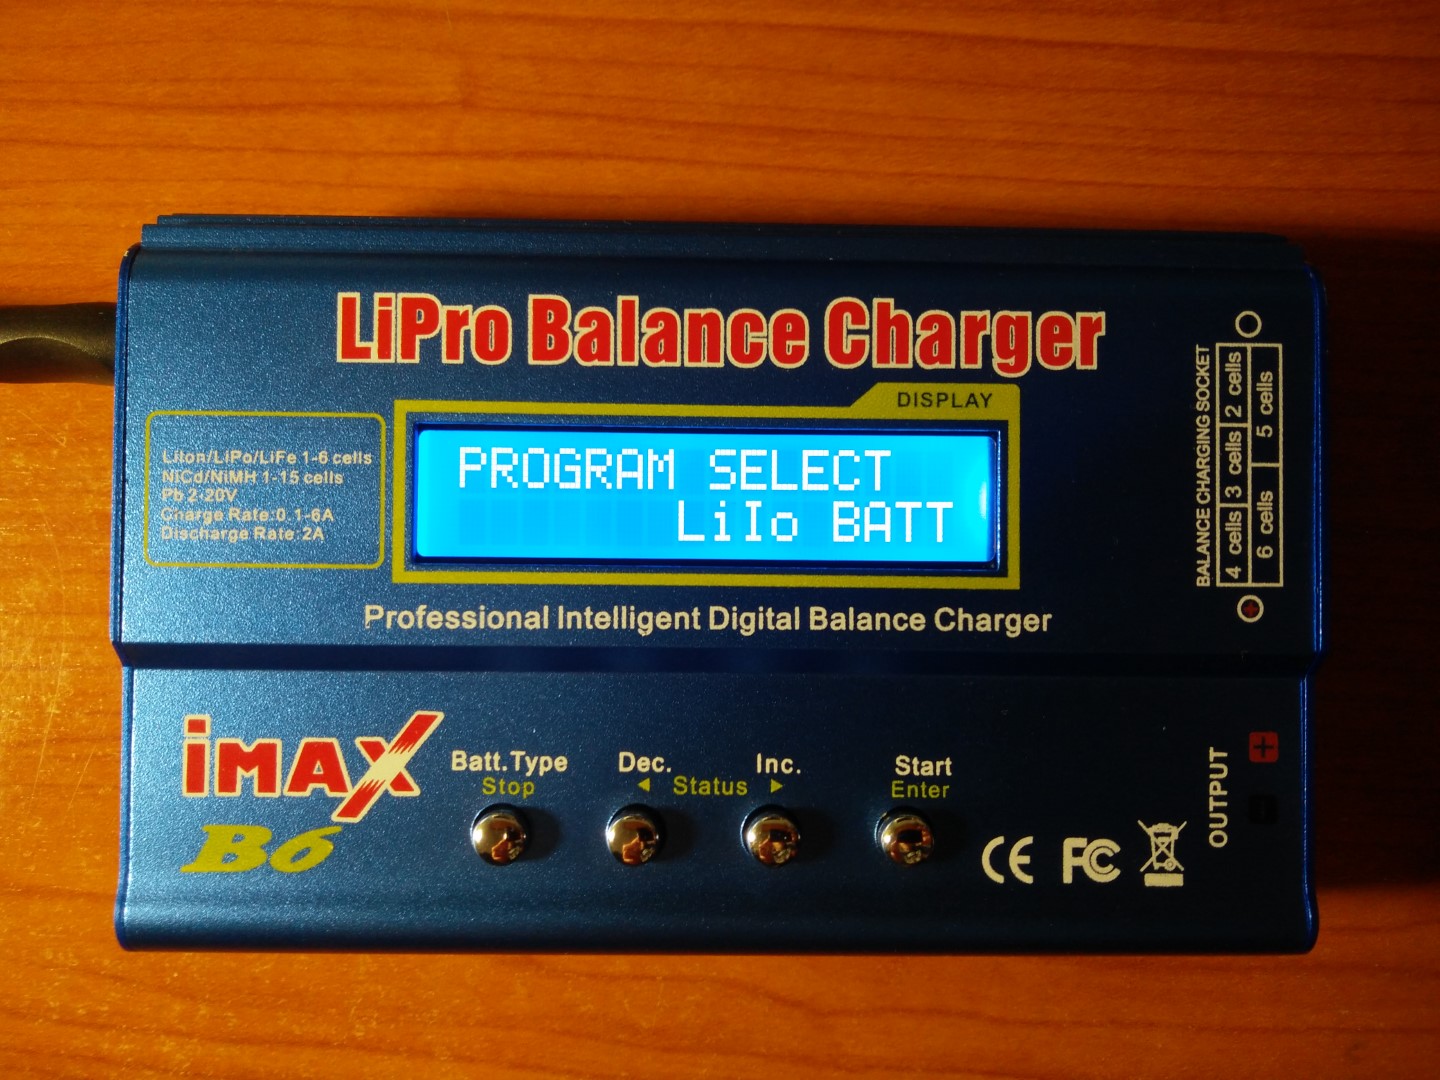 LiPro Balance Charger
DISPLAY
PROGRAM SELECT
LiIo BATT
LiIon/LiPo/LiFe 1-6 cells
NiCd/NiMH 1-15 cells
Pb 2-20V
Charge Rate:0.1-6A
Discharge Rate:2A
Professional Intelligent Digital Balance Charger
BALANCE CHARGING SOCKET
4 cells 3 cells 2 cells
6 cells 5 cells
iMAX
B6
Batt.Type
Stop
Dec. Inc.
◄ Status ►
Start
Enter
CE FC
OUTPUT
+
-